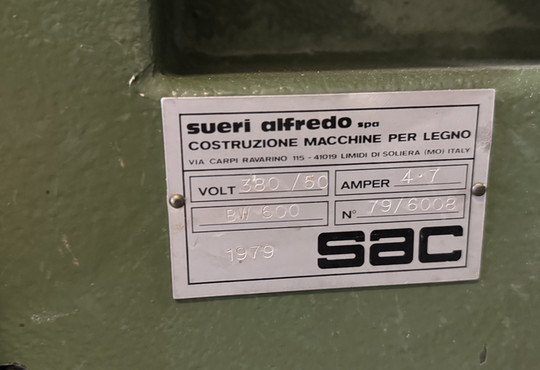 sueri alfredo spa
COSTRUZIONE MACCHINE PER LEGNO
VIA CARPI RAVARINO 115 - 41019 LIMIDI DI SOLIERA (MO) ITALY
VOLT 380/50 AMPER 4-7
BW 600 N° 79/6008
1979 sac